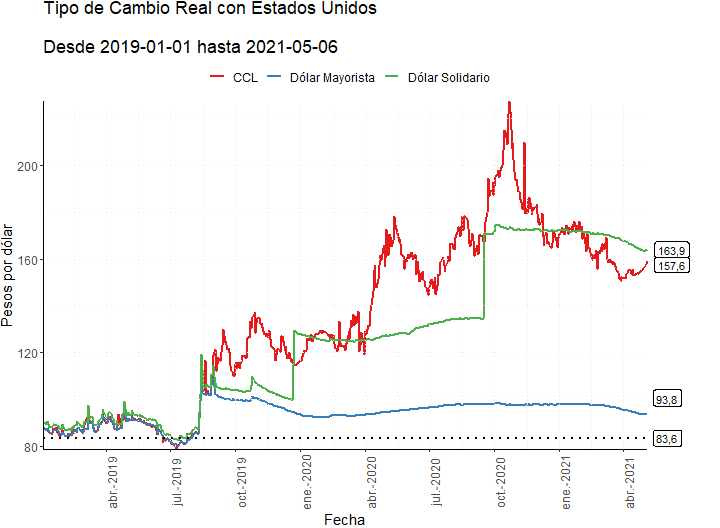 Tipo de Cambio Real con Estados Unidos
Desde 2019-01-01 hasta 2021-05-06
CCL Dólar Mayorista Dólar Solidario
Pesos por dólar
200
160
120
80
163,9
157,6
93,8
83,6
abr.-2019 jul.-2019 oct.-2019 ene.-2020 abr.-2020 jul.-2020 oct.-2020 ene.-2021 abr.-2021
Fecha